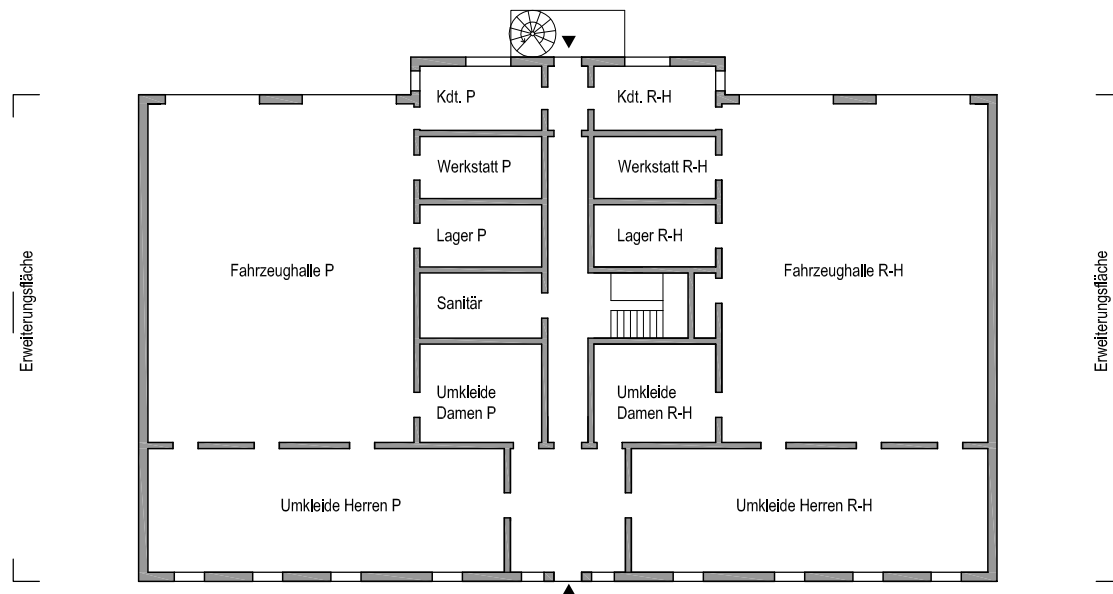 Kdt. P
Kdt. R-H
Werkstatt P
Werkstatt R-H
Lager P
Lager R-H
Fahrzeughalle P
Fahrzeughalle R-H
Sanitär
Erweiterungsfläche
Erweiterungsfläche
Umkleide
Damen P
Umkleide
Damen R-H
Umkleide Herren P
Umkleide Herren R-H